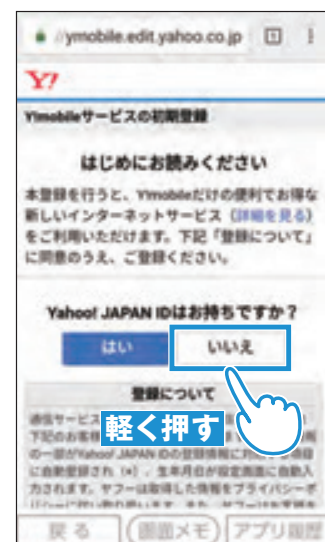 //ymobile.edit.yahoo.co.jp
Y!
Y!mobileサービスの初期登録
はじめにお読みください
本登録を行うと、Y!mobileだけの便利でお得な
新しいインターネットサービス（詳細を見る）
をご利用いただけます。下記「登録について」
に同意のうえ、ご登録ください。
Yahoo! JAPAN IDはお持ちですか？
はい
いいえ
登録について
通信サービス
軽く押す
下記のお客様
の一部がYahoo! JAPAN IDの登録情報に
に自動登録され（*）、生年月日が設定画面に自動入
力されます。ヤフーは取得した情報をプライバシーポ
戻る
画面メモ
アプリ履歴